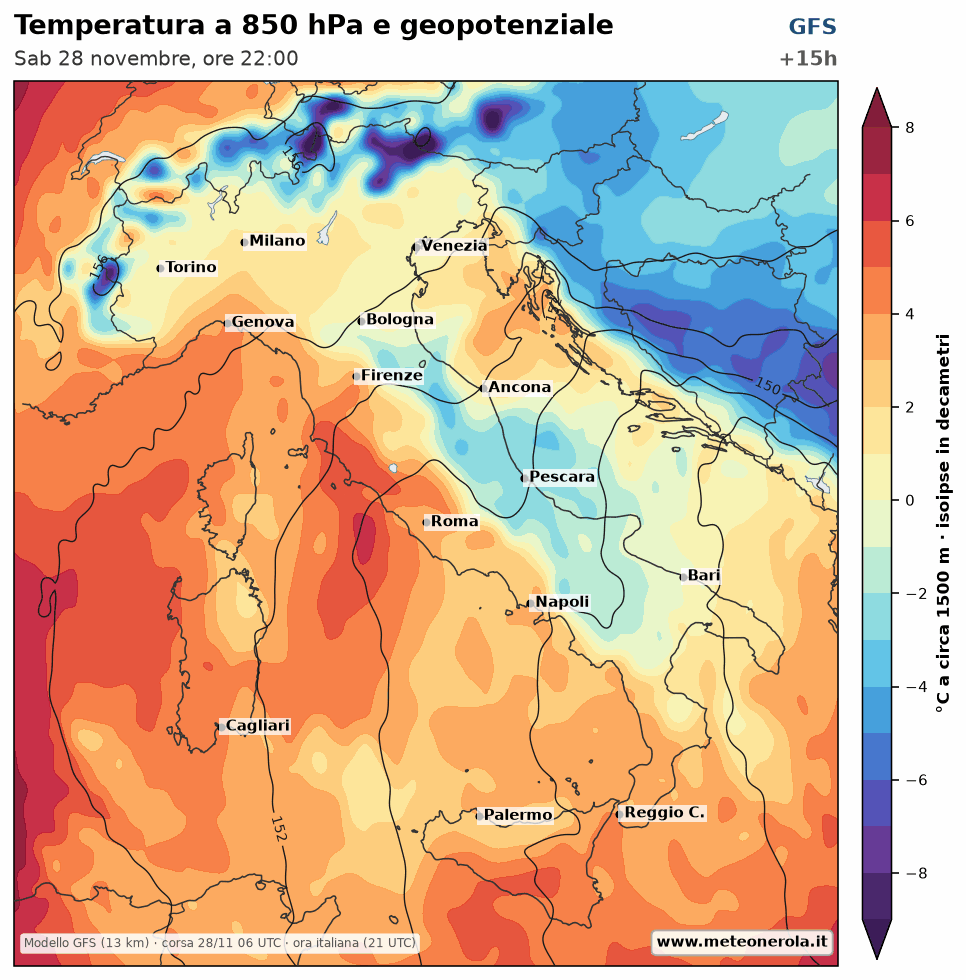 Temperatura a 850 hPa e geopotenziale
GFS
Sab 28 novembre, ore 22:00
+15h
Milano
Venezia
156
Torino
Genova
Bologna
150
Firenze
Ancona
Pescara
Roma
Bari
Napoli
Cagliari
Palermo
Reggio C.
152
Modello GFS (13 km) · corsa 28/11 06 UTC · ora italiana (21 UTC)
www.meteonerola.it
8
6
4
2
0
−2
−4
−6
−8
°C a circa 1500 m · isoipse in decametri